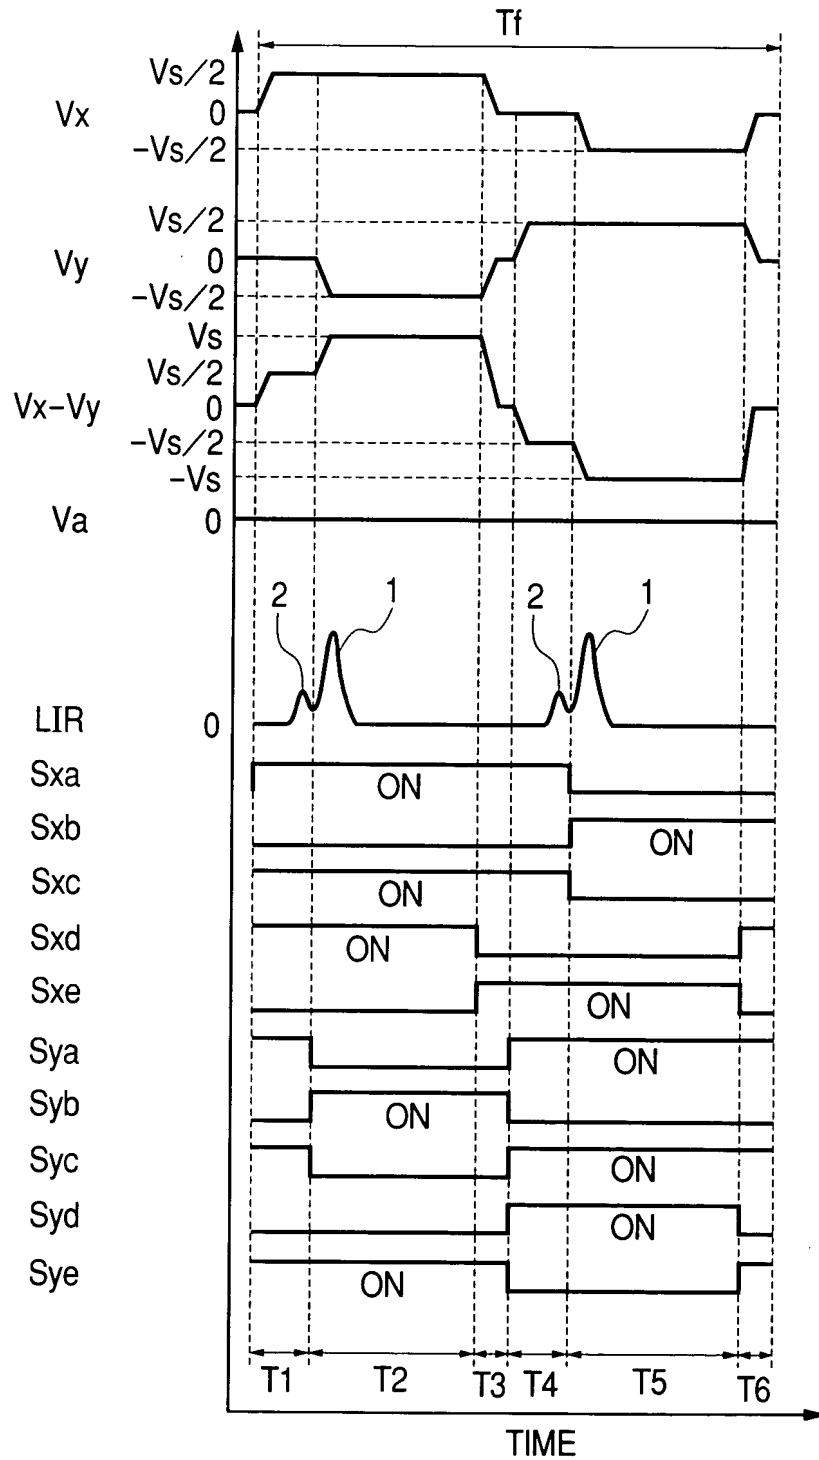 Tf
Vs/2
Vx
0
-Vs/2
Vs/2
Vy
0
-Vs/2
Vs
Vs/2
Vx-Vy
0
-Vs/2
-Vs
Va
0
2
1
2
1
LIR
0
Sxa
ON
Sxb
ON
Sxc
ON
Sxd
ON
Sxe
ON
Sya
ON
Syb
ON
Syc
ON
Syd
ON
Sye
ON
T1
T2
T3
T4
T5
T6
TIME